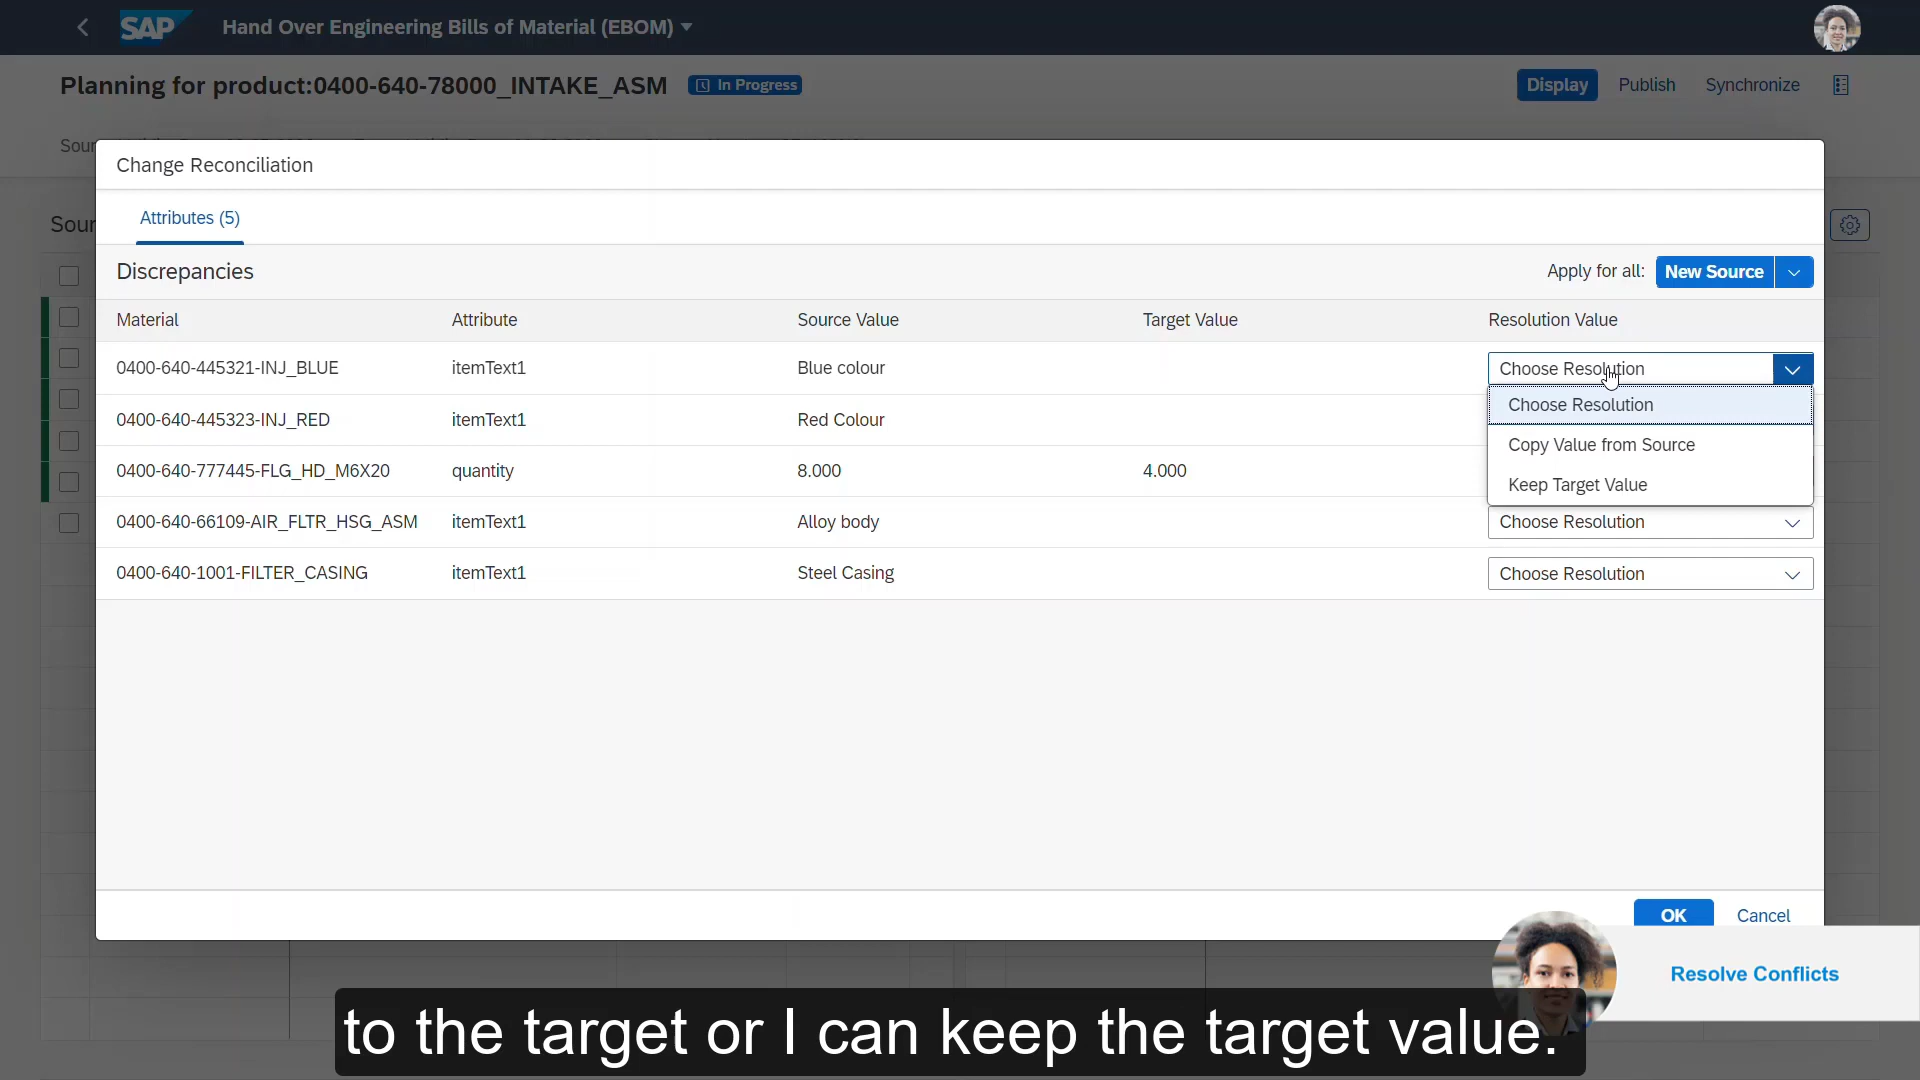 SAP Hand Over Engineering Bills of Material (EBOM)
Planning for product:0400-640-78000_INTAKE_ASM In Progress Display Publish Synchronize
Sour
Change Reconciliation
Attributes (5)
Sour
Discrepancies Apply for all: New Source
Material Attribute Source Value Target Value Resolution Value
0400-640-445321-INJ_BLUE itemText1 Blue colour Choose Resolution
Choose Resolution
0400-640-445323-INJ_RED itemText1 Red Colour
Copy Value from Source
0400-640-777445-FLG_HD_M6X20 quantity 8.000 4.000
Keep Target Value
0400-640-66109-AIR_FLTR_HSG_ASM itemText1 Alloy body Choose Resolution
0400-640-1001-FILTER_CASING itemText1 Steel Casing Choose Resolution
OK Cancel
Resolve Conflicts
to the target or I can keep the target value.